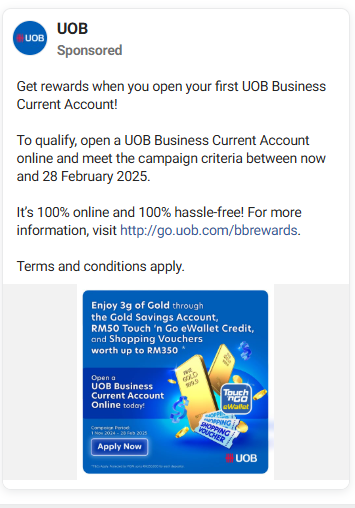 UOB
UOB
Sponsored
Get rewards when you open your first UOB Business
Current Account!
To qualify, open a UOB Business Current Account
online and meet the campaign criteria between now
and 28 February 2025.
It's 100% online and 100% hassle-free! For more
information, visit http://go.uob.com/bbrewards.
Terms and conditions apply.
Enjoy 3g of Gold through
the Gold Savings Account,
RM50 Touch 'n Go eWallet Credit,
and Shopping Vouchers
worth up to RM350
Open a
UOB Business
Current Account
Online today!
Campaign Period:
1 Nov 2024 - 28 Feb 2025
Apply Now
GOLD
Touch
'n GO
eWallet
SHOPPING
SHOPPING
VOUCHER
UOB